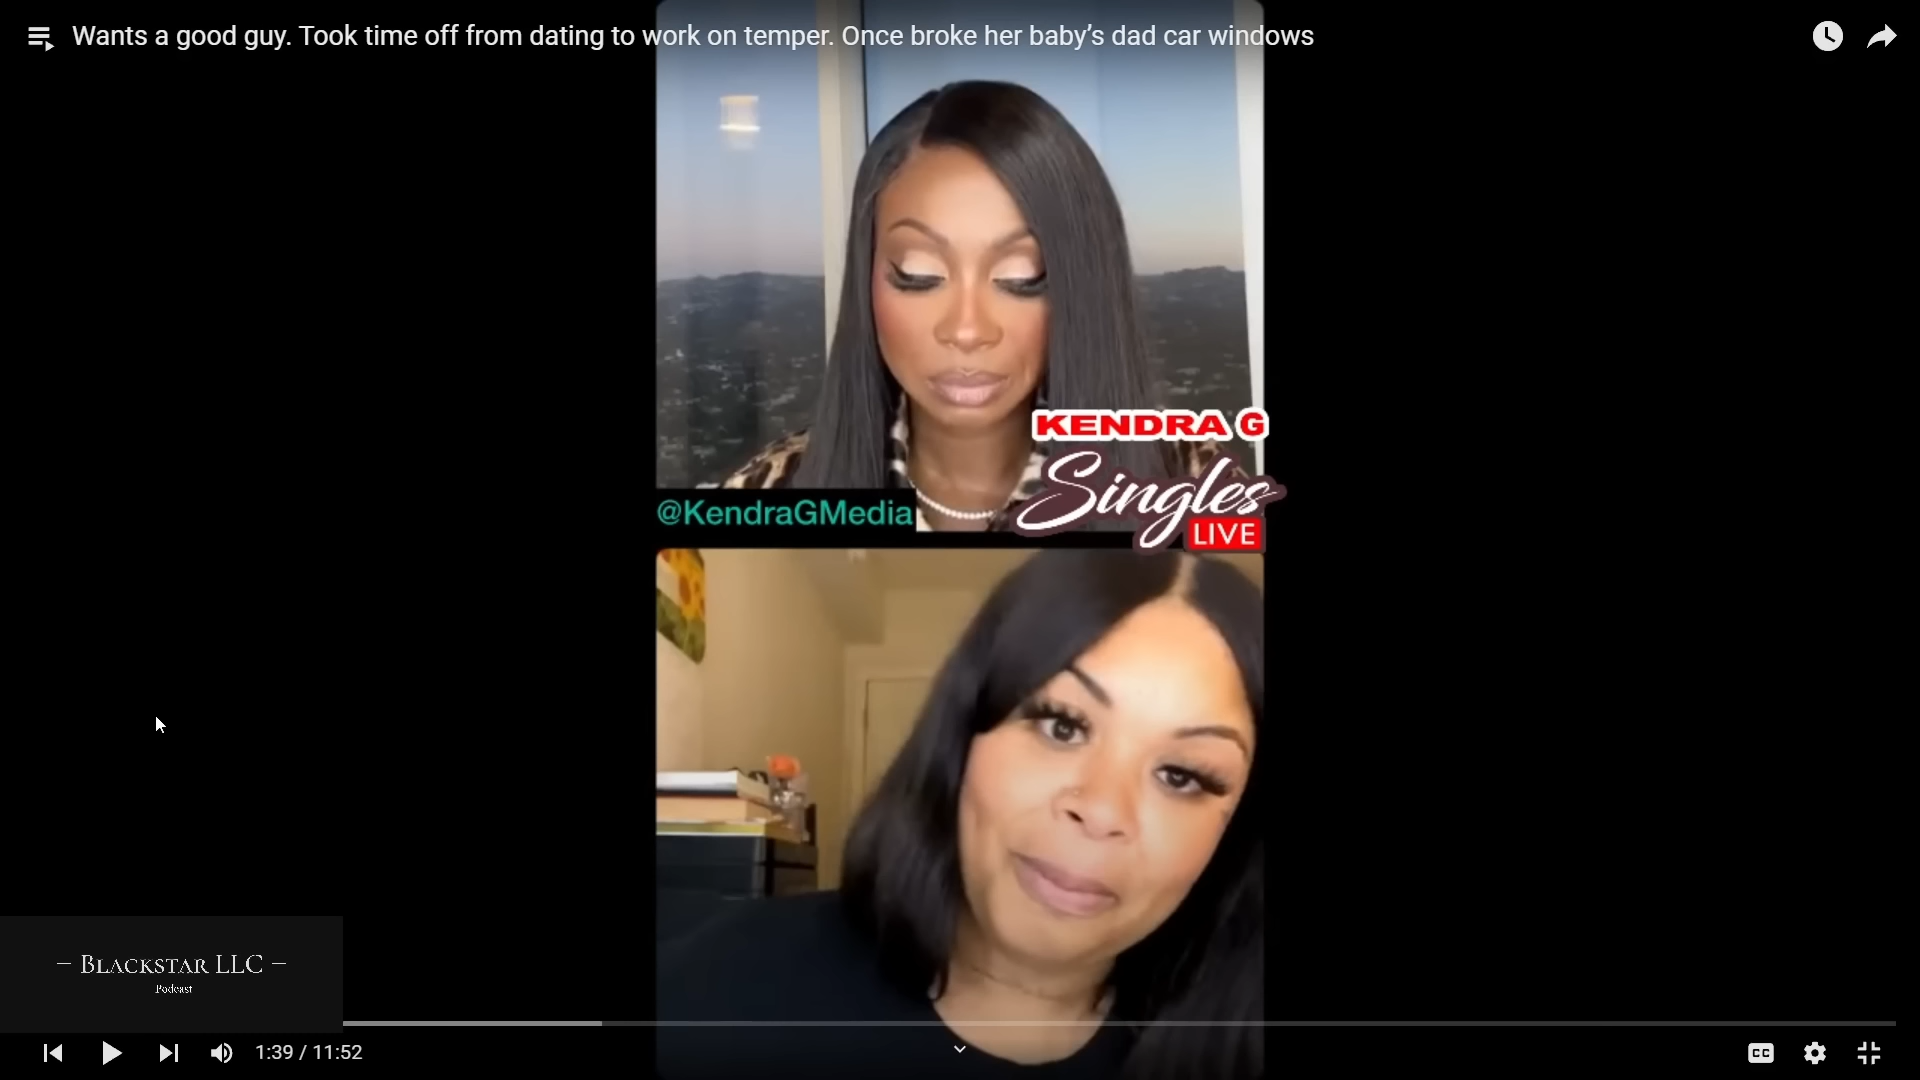 Wants a good guy. Took time off from dating to work on temper. Once broke her baby’s dad car windows
KENDRA G
Singles
LIVE
@KendraGMedia
– BLACKSTAR LLC –
Podcast
1:39 / 11:52
CC